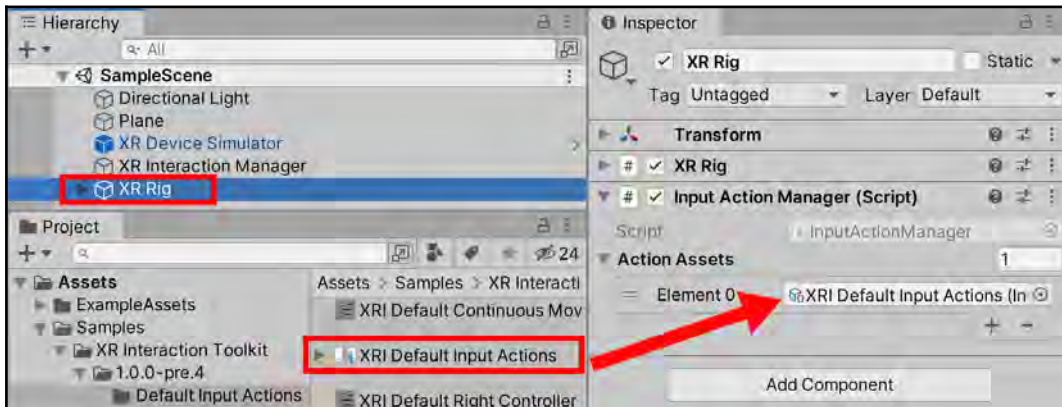 Hierarchy
All
SampleScene
Directional Light
Plane
XR Device Simulator
XR Interaction Manager
XR Rig
Project
24
Assets
ExampleAssets
Samples
XR Interaction Toolkit
1.0.0-pre.4
Default Input Actions
Assets > Samples > XR Interacti
XRI Default Continuous Mov
XRI Default Input Actions
XRI Default Right Controller
Inspector
XR Rig Static
Tag Untagged Layer Default
Transform
# XR Rig
# Input Action Manager (Script)
Script InputActionManager
Action Assets 1
Element 0 XRI Default Input Actions (In
+ -
Add Component